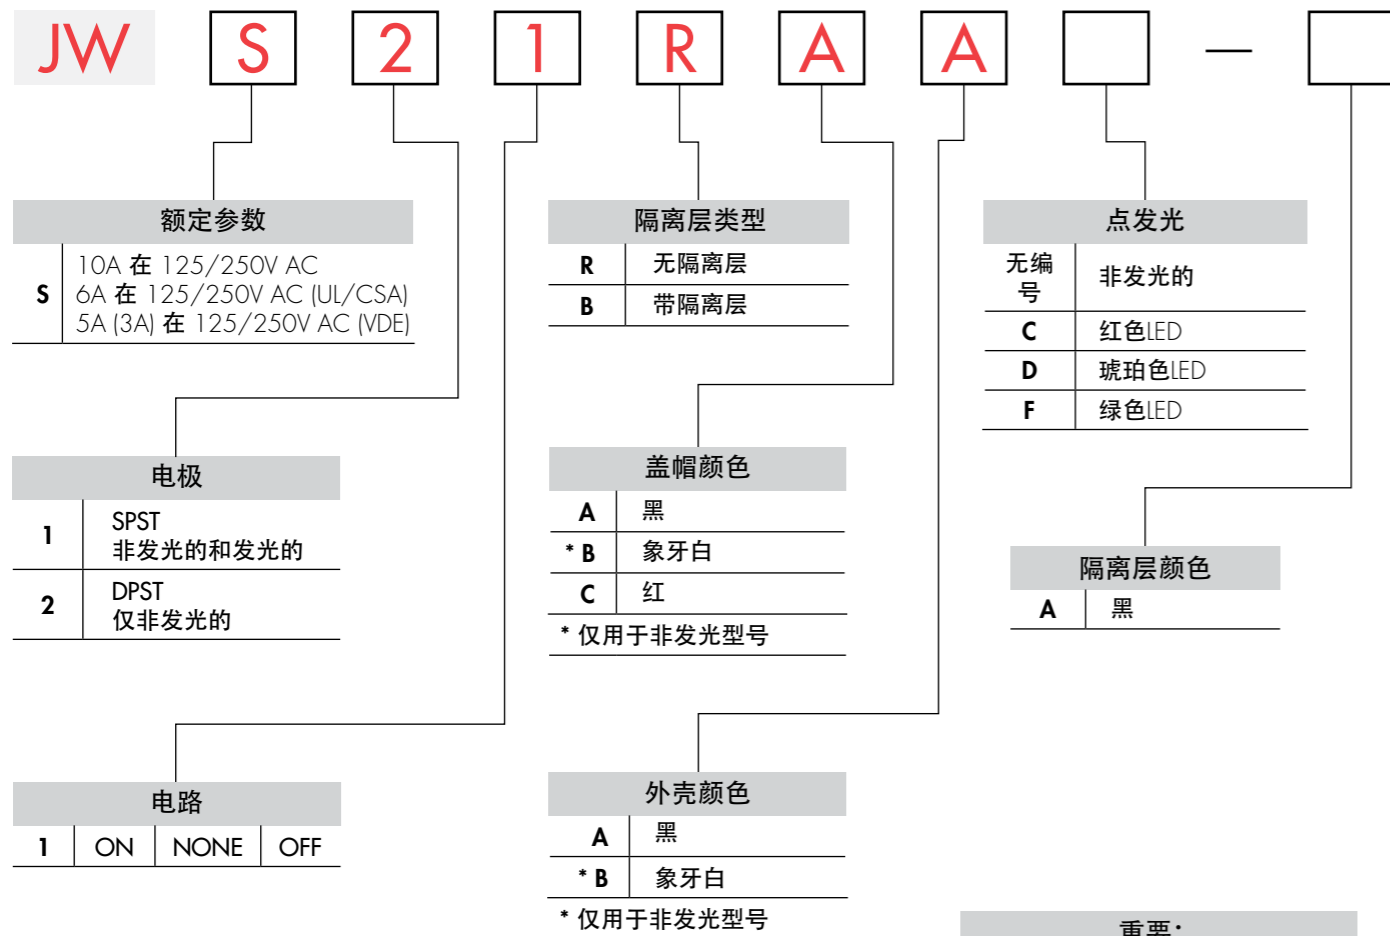 JW S 2 1 R A A —
额定参数
S 10A 在 125/250V AC
6A 在 125/250V AC (UL/CSA)
5A (3A) 在 125/250V AC (VDE)
电极
1 SPST
非发光的和发光的
2 DPST
仅非发光的
电路
1 ON NONE OFF
隔离层类型
R 无隔离层
B 带隔离层
盖帽颜色
A 黑
* B 象牙白
C 红
* 仅用于非发光型号
外壳颜色
A 黑
* B 象牙白
* 仅用于非发光型号
点发光
无编
号 非发光的
C 红色LED
D 琥珀色LED
F 绿色LED
隔离层颜色
A 黑
重要: